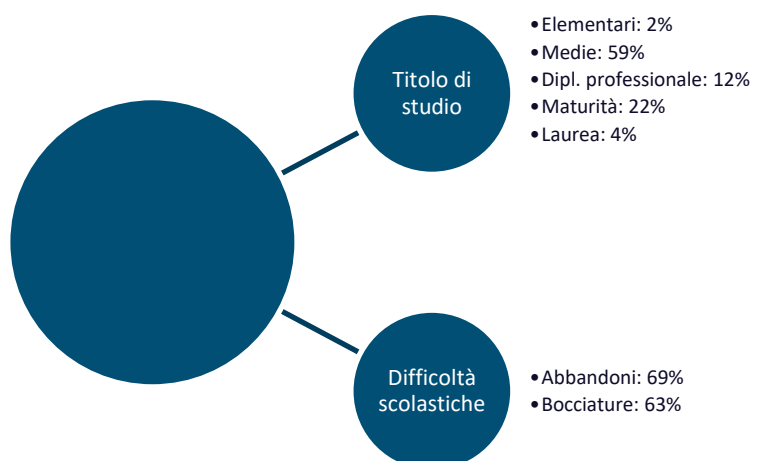 Titolo di
studio
•Elementari: 2%
•Medie: 59%
•Dipl. professionale: 12%
•Maturità: 22%
•Laurea: 4%
Difficoltà
scolastiche
•Abbandoni: 69%
•Bocciature: 63%